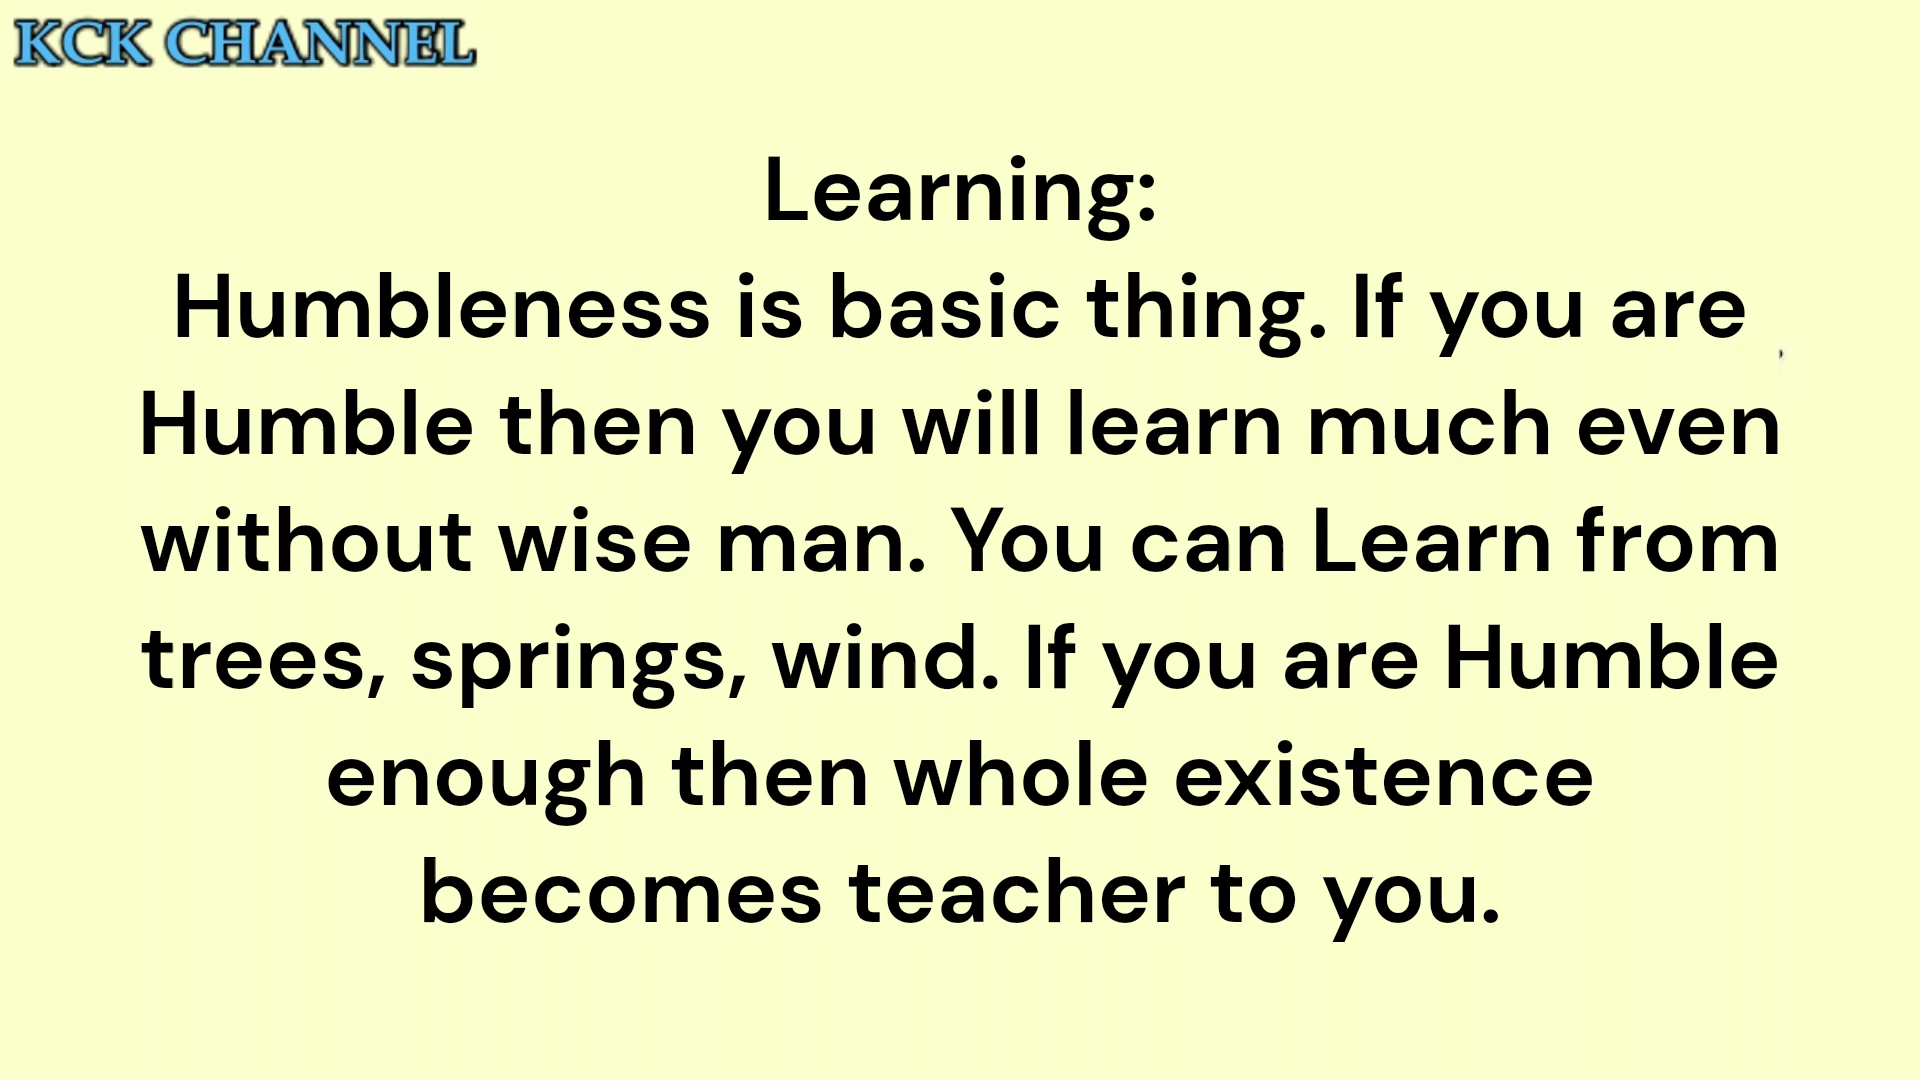 KCK CHANNEL
Learning:
Humbleness is basic thing. If you are
Humble then you will learn much even
without wise man. You can Learn from
trees, springs, wind. If you are Humble
enough then whole existence
becomes teacher to you.